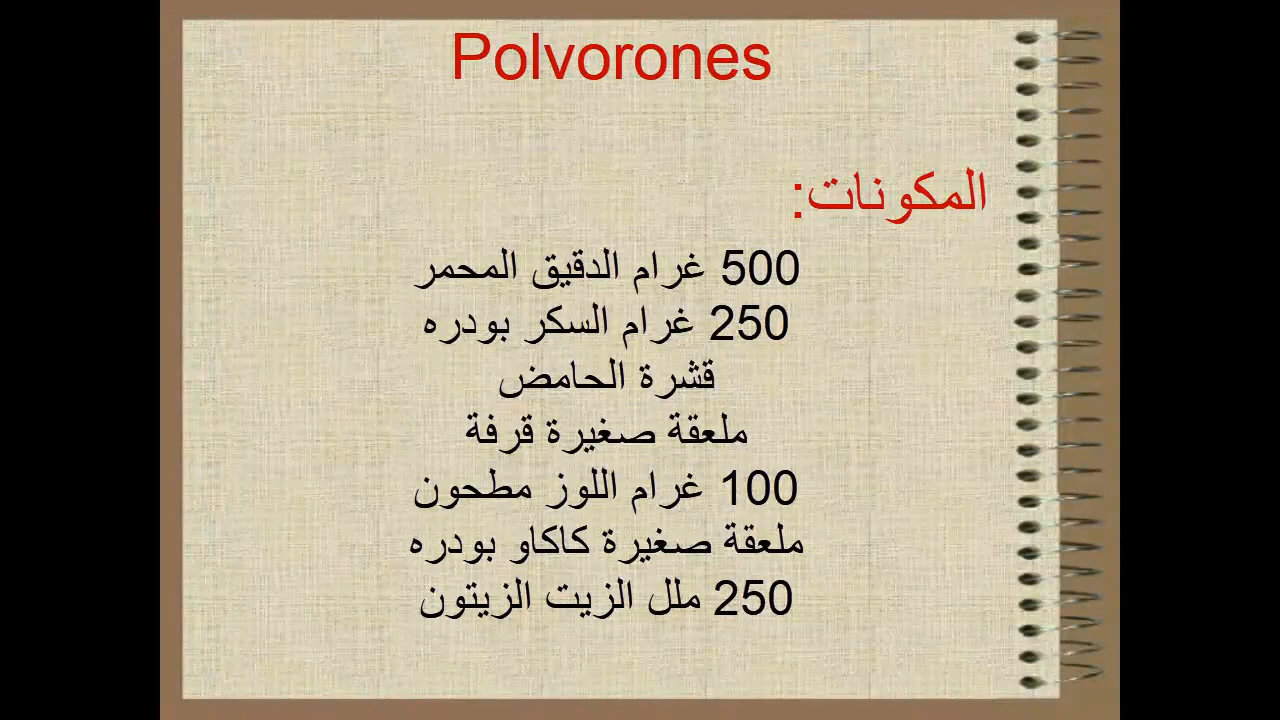 Polvorones
المكونات:
500 غرام الدقيق المحمر
250 غرام السكر بودره
قشرة الحامض
ملعقة صغيرة قرفة
100 غرام اللوز مطحون
ملعقة صغيرة كاكاو بودره
250 ملل الزيت الزيتون